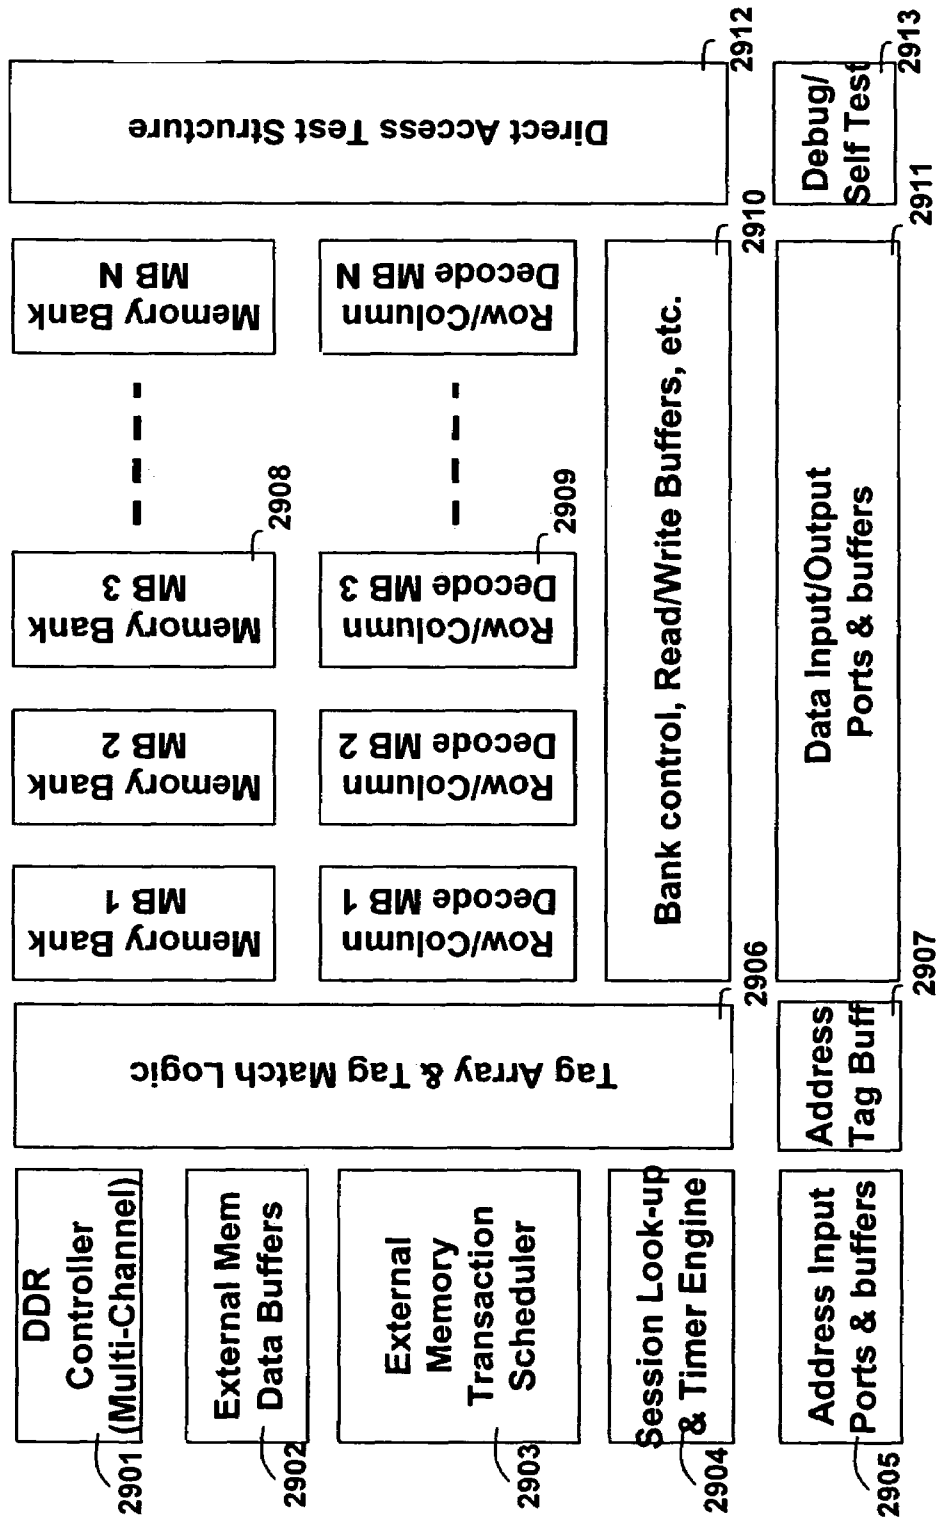 DDR
Controller
(Multi-Channel)
2901
External Mem
Data Buffers
2902
External
Memory
Transaction
Scheduler
2903
Session Look-up
& Timer Engine
2904
Address Input
Ports & buffers
2905
Tag Array & Tag Match Logic
2906
Address
Tag Buff
2907
Memory Bank
MB 1
Memory Bank
MB 2
Memory Bank
MB 3
2908
Memory Bank
MB N
Row/Column
Decode MB 1
Row/Column
Decode MB 2
Row/Column
Decode MB 3
2909
Row/Column
Decode MB N
Bank control, Read/Write Buffers, etc.
2910
Data Input/Output
Ports & buffers
2911
Direct Access Test Structure
2912
Debug/
Self Test
2913